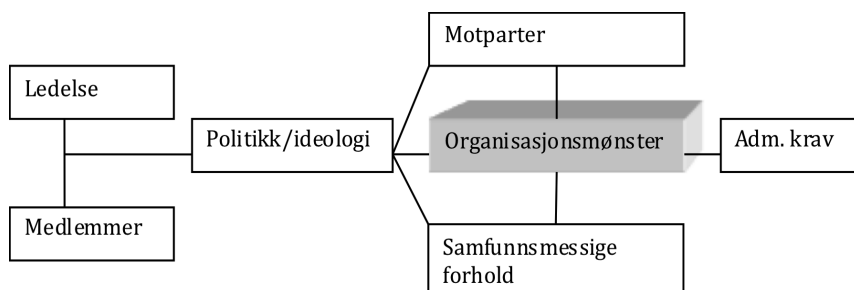 Motparter
Ledelse
Politikk/ideologi
Organisasjonsmønster
Adm. krav
Medlemmer
Samfunnsmessige
forhold